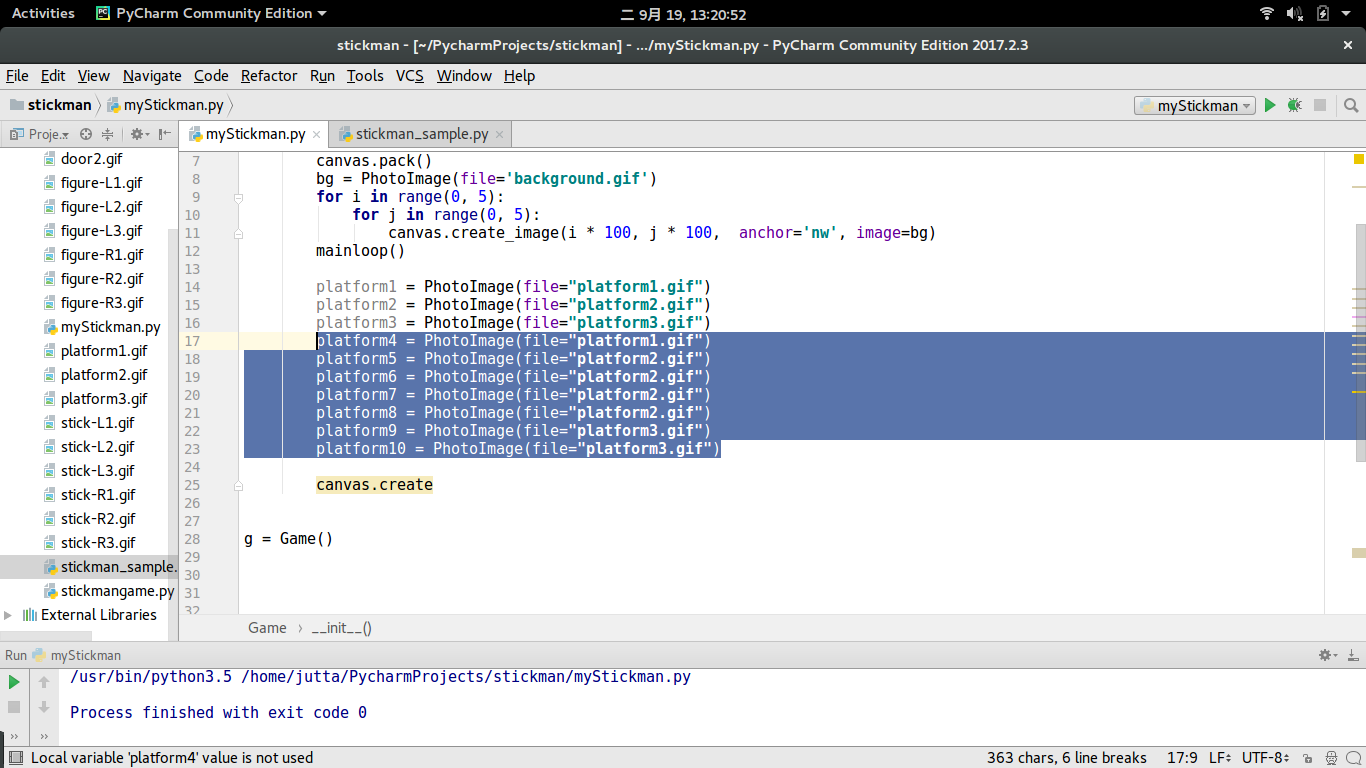 Activities PyCharm Community Edition 二 9月 19, 13:20:52
stickman - [~/PycharmProjects/stickman] - .../myStickman.py - PyCharm Community Edition 2017.2.3
File Edit View Navigate Code Refactor Run Tools VCS Window Help
stickman myStickman.py myStickman
Proje.. myStickman.py stickman_sample.py
door2.gif
figure-L1.gif
figure-L2.gif
figure-L3.gif
figure-R1.gif
figure-R2.gif
figure-R3.gif
myStickman.py
platform1.gif
platform2.gif
platform3.gif
stick-L1.gif
stick-L2.gif
stick-L3.gif
stick-R1.gif
stick-R2.gif
stick-R3.gif
stickman_sample.
stickmangame.py
External Libraries
7 canvas.pack()
8 bg = PhotoImage(file='background.gif')
9 for i in range(0, 5):
10 for j in range(0, 5):
11 canvas.create_image(i * 100, j * 100,  anchor='nw', image=bg)
12 mainloop()
13
14 platform1 = PhotoImage(file="platform1.gif")
15 platform2 = PhotoImage(file="platform2.gif")
16 platform3 = PhotoImage(file="platform3.gif")
17 platform4 = PhotoImage(file="platform1.gif")
18 platform5 = PhotoImage(file="platform2.gif")
19 platform6 = PhotoImage(file="platform2.gif")
20 platform7 = PhotoImage(file="platform2.gif")
21 platform8 = PhotoImage(file="platform2.gif")
22 platform9 = PhotoImage(file="platform3.gif")
23 platform10 = PhotoImage(file="platform3.gif")
24
25 canvas.create
26
27
28 g = Game()
29
30
31
32
Game › __init__()
Run myStickman
/usr/bin/python3.5 /home/jutta/PycharmProjects/stickman/myStickman.py
Process finished with exit code 0
Local variable 'platform4' value is not used 363 chars, 6 line breaks 17:9 LF UTF-8